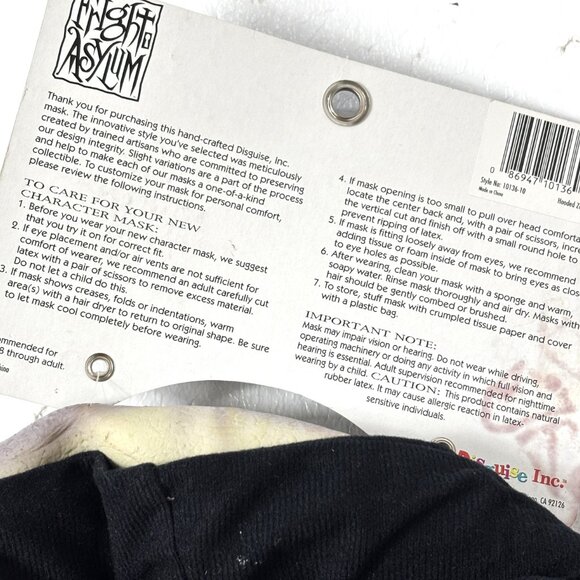 Fright
Asylum
Thank you for purchasing this hand-crafted Disguise, Inc.
mask. The innovative style you've selected was meticulously
created by trained artisans who are committed to preserving
our design integrity. Slight variations are a part of the process
and help to make each of our masks a one-of-a-kind
collectible. To customize your mask for personal comfort,
please review the following instructions.
TO CARE FOR YOUR NEW
CHARACTER MASK:
1. Before you wear your new character mask, we suggest
that you try it on for correct fit.
2. If eye placement and/or air vents are not sufficient for
comfort of wearer, we recommend an adult carefully cut
latex with a pair of scissors to remove excess material.
Do not let a child do this.
3. If mask shows creases, folds or indentations, warm
area(s) with a hair dryer to return to original shape. Be sure
to let mask cool completely before wearing.
ommended for
8 through adult.
hina
4. If mask opening is too small to pull over head comforta
locate the center back and, with a pair of scissors, incr
the vertical cut and finish off with a small round hole to
prevent ripping of latex.
5. If mask is fitting loosely away from eyes, we recommend
adding tissue or foam inside of mask to bring eyes as clos
to eye holes as possible.
6. After wearing, clean your mask with a sponge and warm,
soapy water. Rinse mask thoroughly and air dry. Masks with
hair should be gently combed or brushed.
7. To store, stuff mask with crumpled tissue paper and cover
with a plastic bag.
IMPORTANT NOTE:
Mask may impair vision or hearing. Do not wear while driving,
operating machinery or doing any activity in which full vision and
hearing is essential. Adult supervision recommended for nighttime
wearing by a child. CAUTION: This product contains natural
rubber latex. It may cause allergic reaction in latex-
sensitive individuals.
0 86947 10136
Style No: 10136-10
Made in China
Hooded Z
Disguise Inc.™
, CA 92126